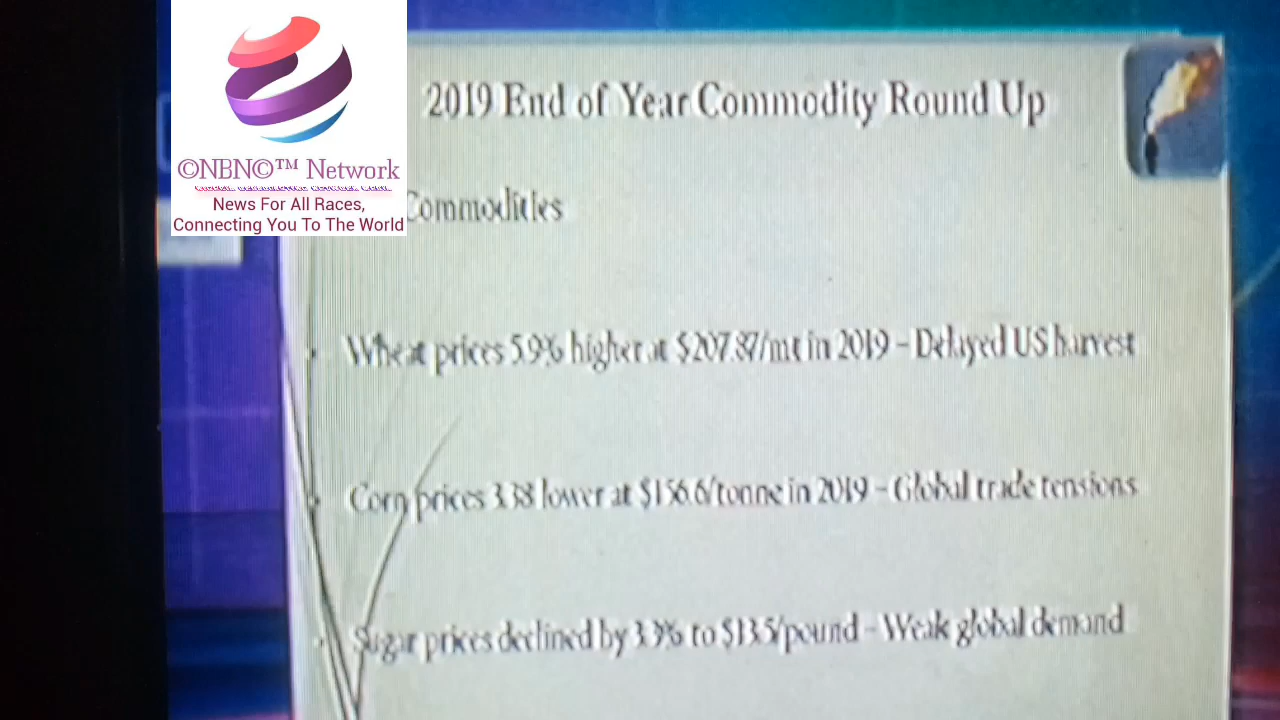 ©NBN©™ Network
News For All Races,
Connecting You To The World
2019 End of Year Commodity Round Up
Commodities
Wheat prices 5.9% higher at $207.87/mt in 2019 – Delayed US harvest
Corn prices 3.38 lower at $156.6/tonne in 2019 – Global trade tensions
Sugar prices declined by 3.3% to $13.5/pound – Weak global demand